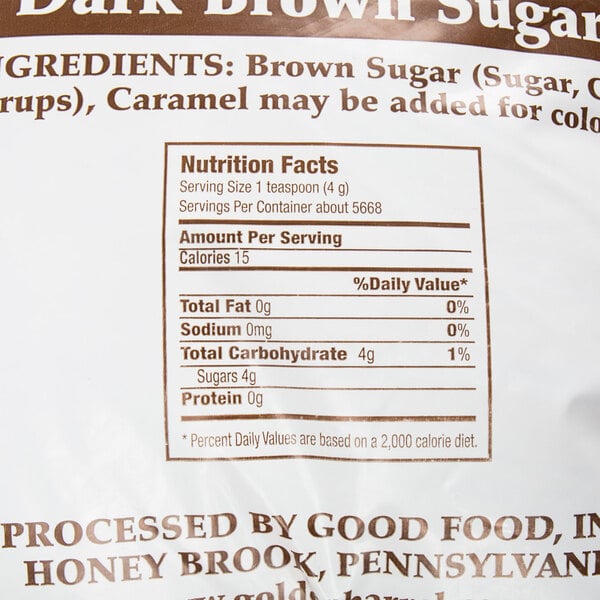 Dark Brown Sugar
NGREDIENTS: Brown Sugar (Sugar, C
rups), Caramel may be added for colo
Nutrition Facts
Serving Size 1 teaspoon (4 g)
Servings Per Container about 5668
Amount Per Serving
Calories 15
%Daily Value*
Total Fat 0g 0%
Sodium 0mg 0%
Total Carbohydrate 4g 1%
Sugars 4g
Protein 0g
* Percent Daily Values are based on a 2,000 calorie diet.
PROCESSED BY GOOD FOOD, IN
HONEY BROOK, PENNSYLVANI